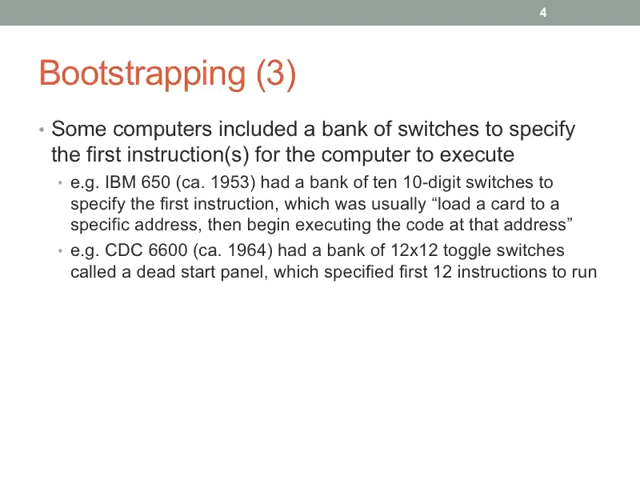 4
Bootstrapping (3)
• Some computers included a bank of switches to specify
the first instruction(s) for the computer to execute
• e.g. IBM 650 (ca. 1953) had a bank of ten 10-digit switches to
specify the first instruction, which was usually “load a card to a
specific address, then begin executing the code at that address”
• e.g. CDC 6600 (ca. 1964) had a bank of 12x12 toggle switches
called a dead start panel, which specified first 12 instructions to run